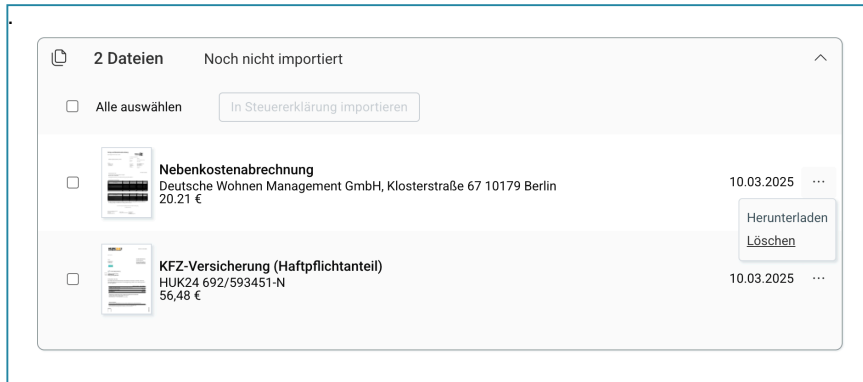 .
2 Dateien Noch nicht importiert
Alle auswählen In Steuererklärung importieren
Nebenkostenabrechnung
Deutsche Wohnen Management GmbH, Klosterstraße 67 10179 Berlin
20.21 €
10.03.2025 ...
Herunterladen
Löschen
KFZ-Versicherung (Haftpflichtanteil)
HUK24 692/593451-N
56,48 €
10.03.2025 ...